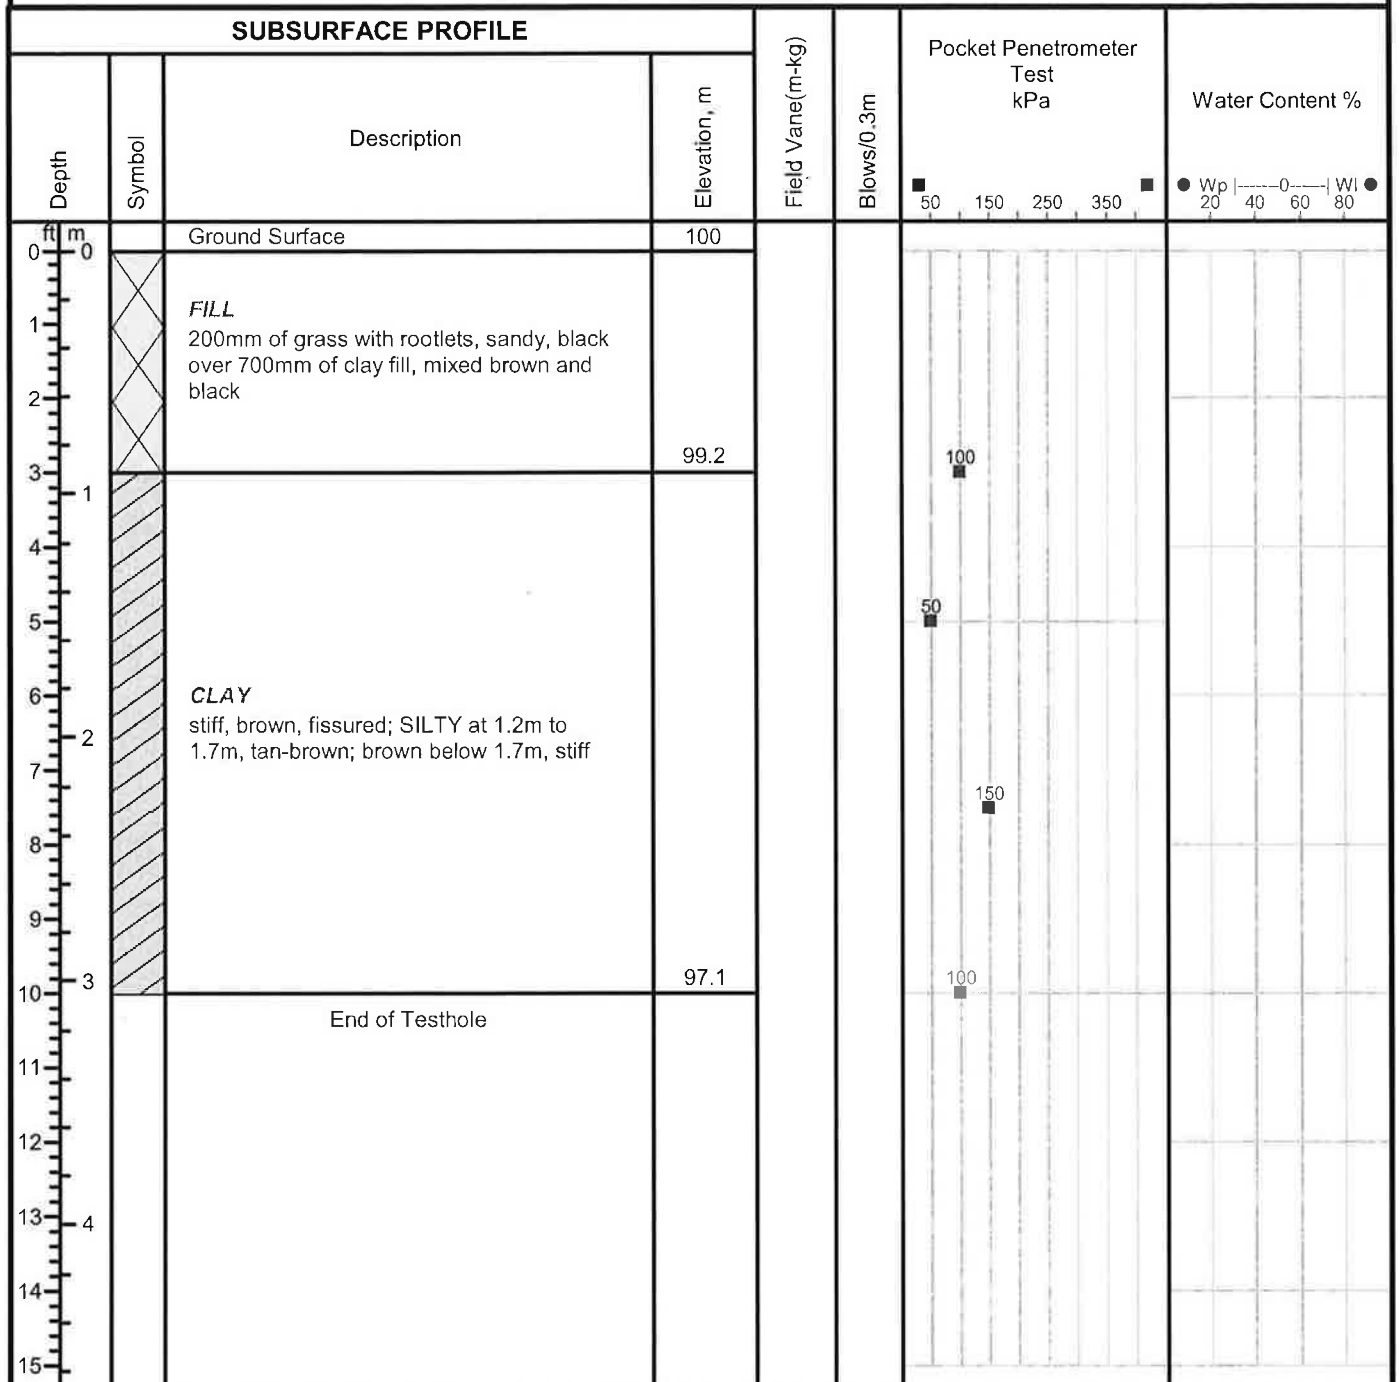 SUBSURFACE PROFILE
Depth
Symbol
Description
Elevation, m
Field Vane(m-kg)
Blows/0.3m
Pocket Penetrometer
Test
kPa
50 150 250 350
Water Content %
Wp |------0------| Wl
20 40 60 80
ft m
Ground Surface 100
0 0
FILL
200mm of grass with rootlets, sandy, black
over 700mm of clay fill, mixed brown and
black
1
2
99.2
100
3
1
4
50
5
6
CLAY
stiff, brown, fissured; SILTY at 1.2m to
1.7m, tan-brown; brown below 1.7m, stiff
2
7
150
8
9
97.1
100
3
10
End of Testhole
11
12
13
4
14
15